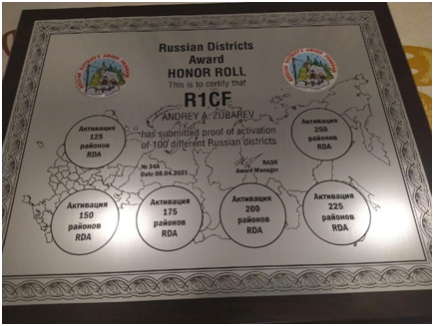 Russian Districts
Award
HONOR ROLL
This is to certify that
R1CF
ANDREY A. ZUBAREV
has submitted proof of activation
of 100 different Russian districts
Активация
125
районов
RDA
Активация
250
районов
RDA
№ 34A
Date 08.04.2021
RA3R
Award Manager
Активация
150
районов
RDA
Активация
175
районов
RDA
Активация
200
районов
RDA
Активация
225
районов
RDA